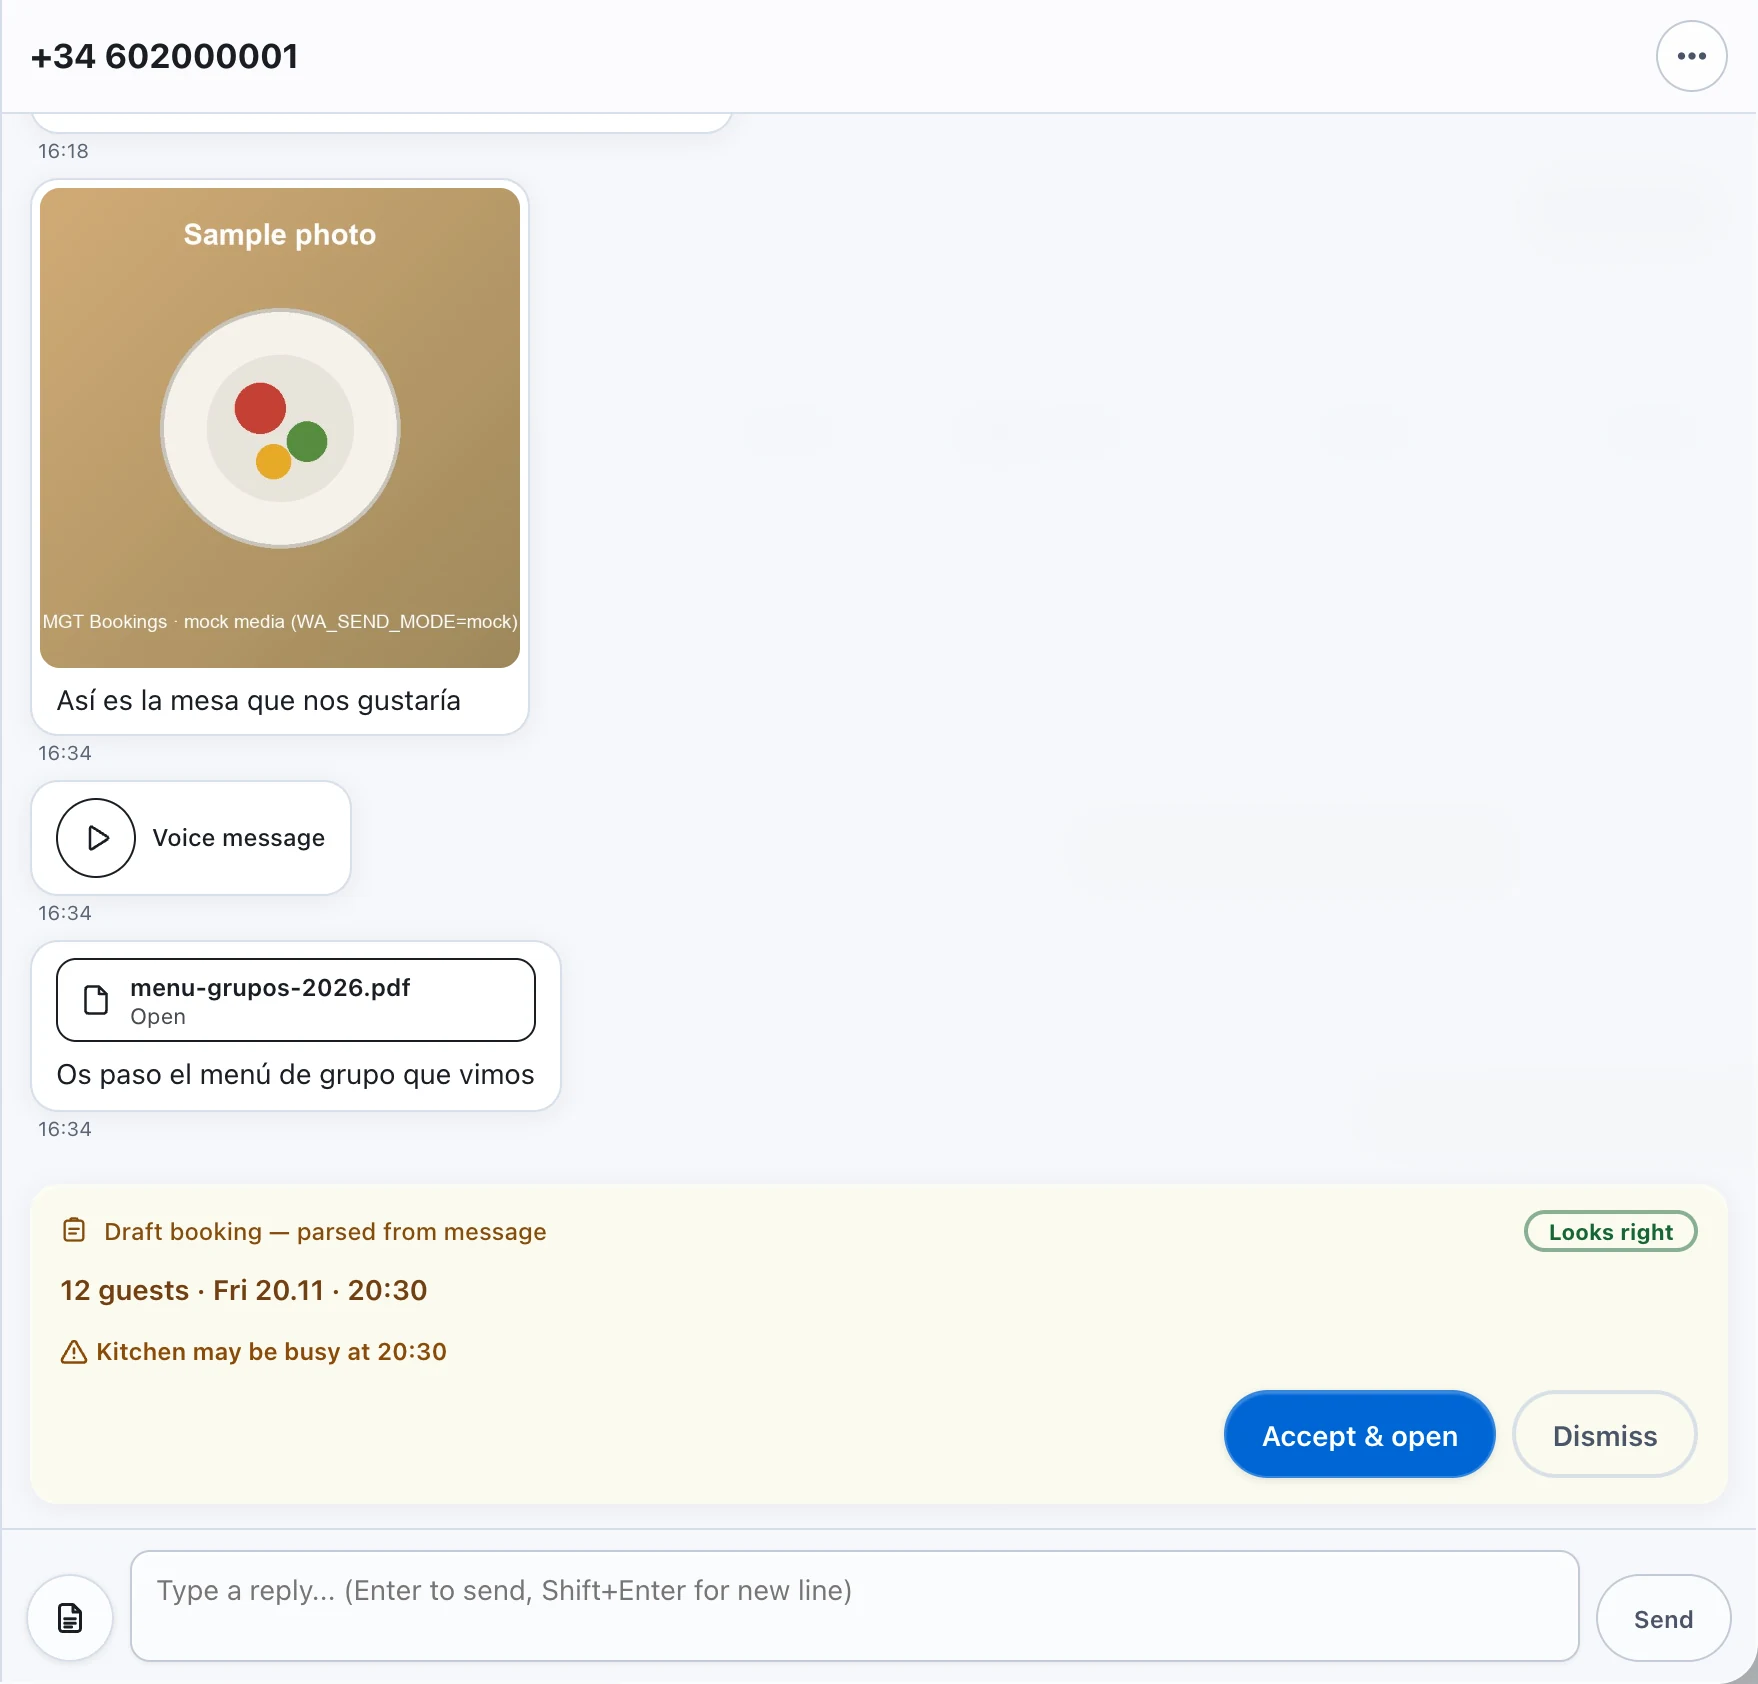 +34 602000001
16:18
Sample photo
MGT Bookings · mock media (WA_SEND_MODE=mock)
Así es la mesa que nos gustaría
16:34
Voice message
16:34
menu-grupos-2026.pdf
Open
Os paso el menú de grupo que vimos
16:34
Draft booking — parsed from message
Looks right
12 guests · Fri 20.11 · 20:30
Kitchen may be busy at 20:30
Accept & open
Dismiss
Type a reply... (Enter to send, Shift+Enter for new line)
Send